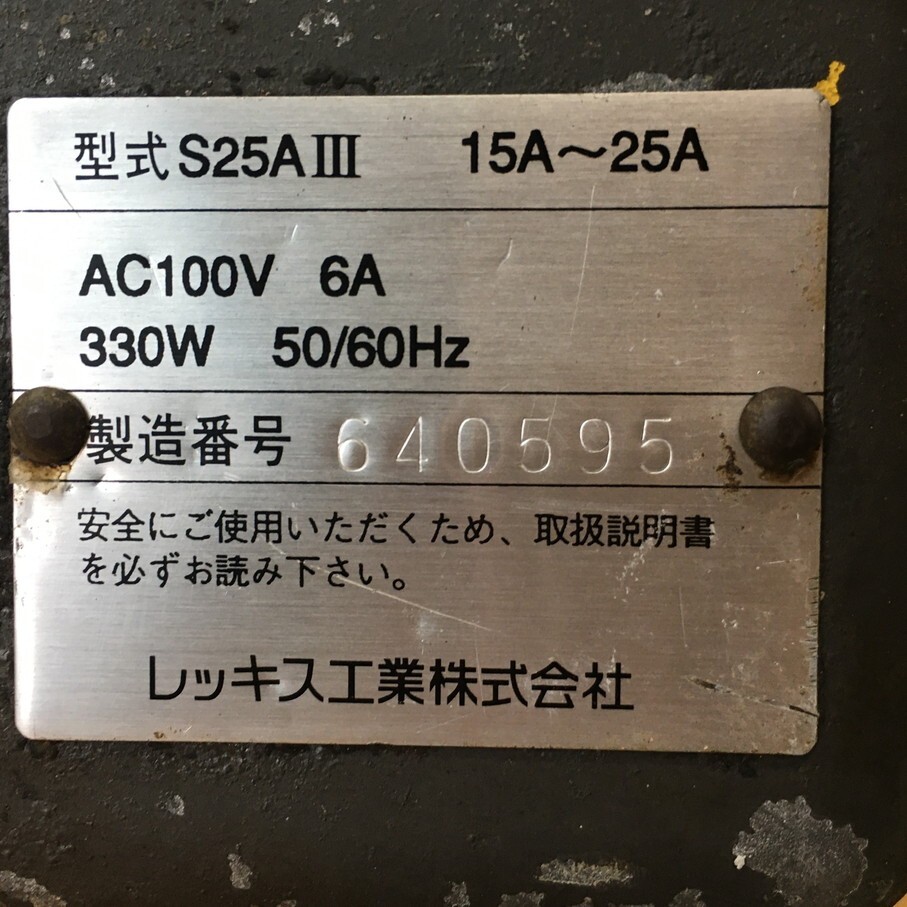 型式 S25AⅢ 15A～25A
AC100V 6A
330W 50/60Hz
製造番号 640595
安全にご使用いただくため、取扱説明書
を必ずお読み下さい。
レッキス工業株式会社